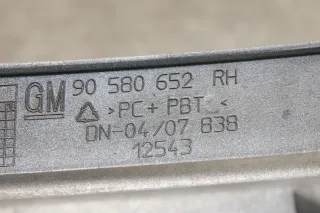 GM 90 580 652 RH
>PC+PBT<
DN-04/07 838
12543